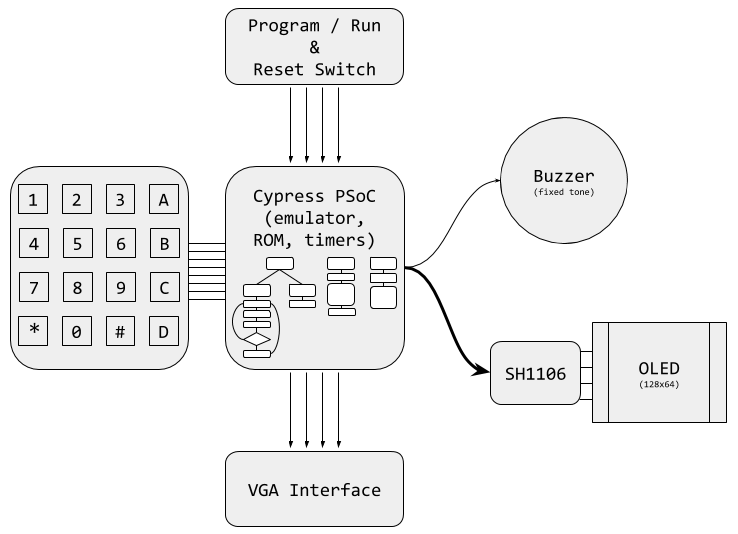 Program / Run
&
Reset Switch
1 2 3 A
4 5 6 B
7 8 9 C
* 0 # D
Cypress PSoC
(emulator,
ROM, timers)
Buzzer
(fixed tone)
SH1106
OLED
(128x64)
VGA Interface